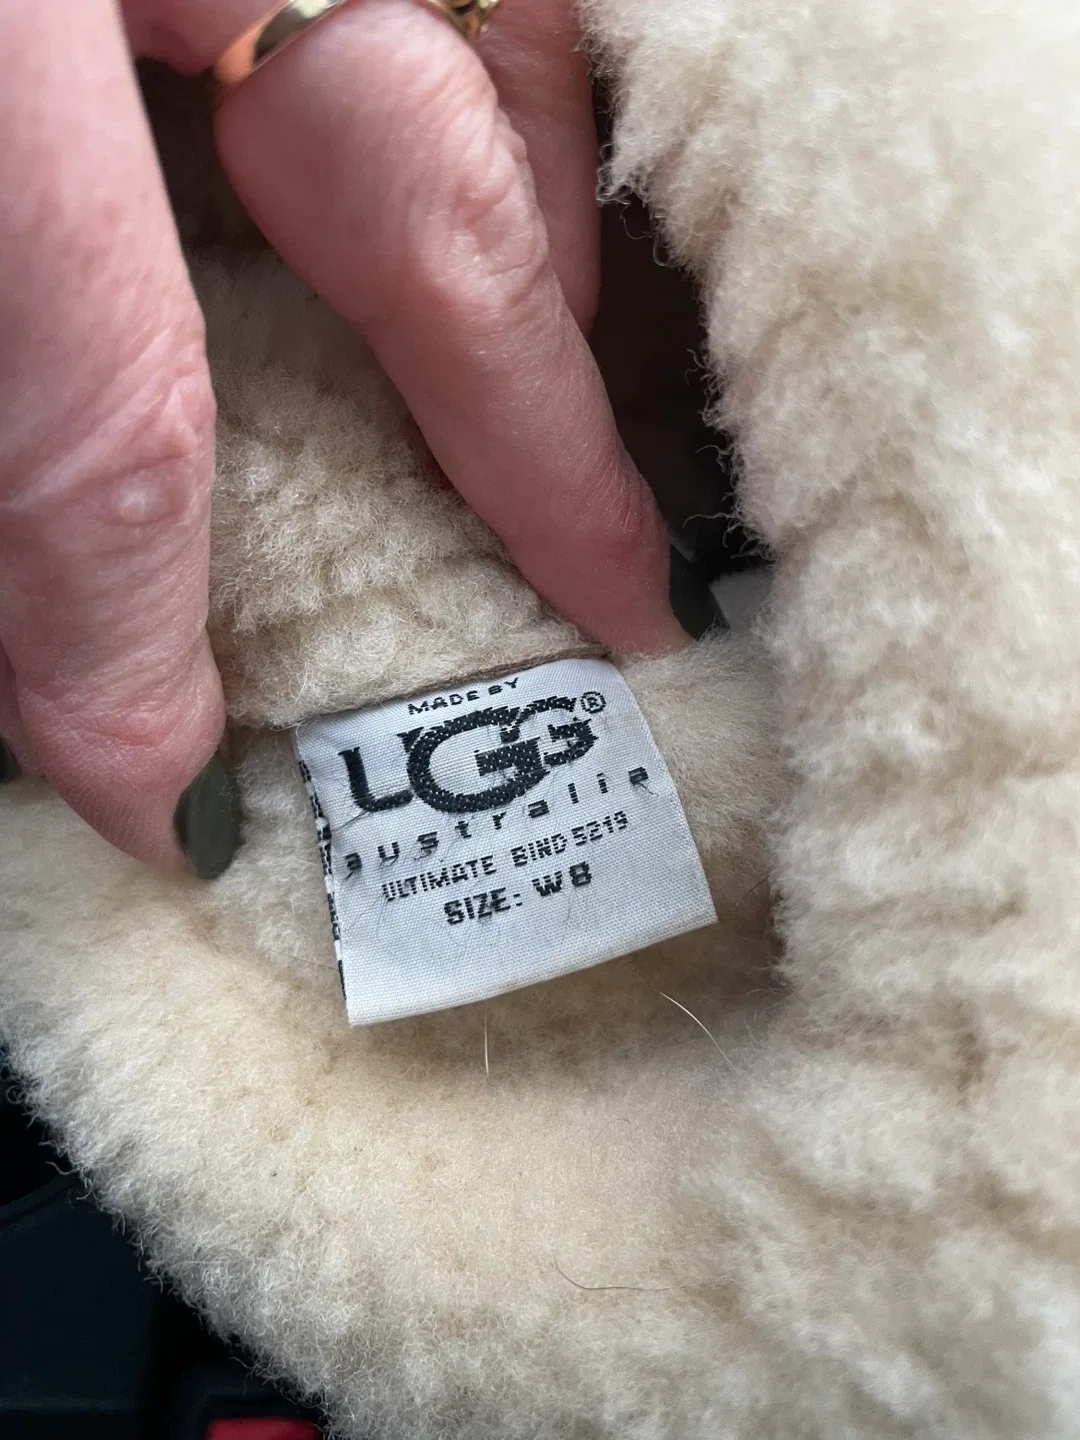 MADE BY
UGG®
australia
ULTIMATE BIND 5219
SIZE: W8